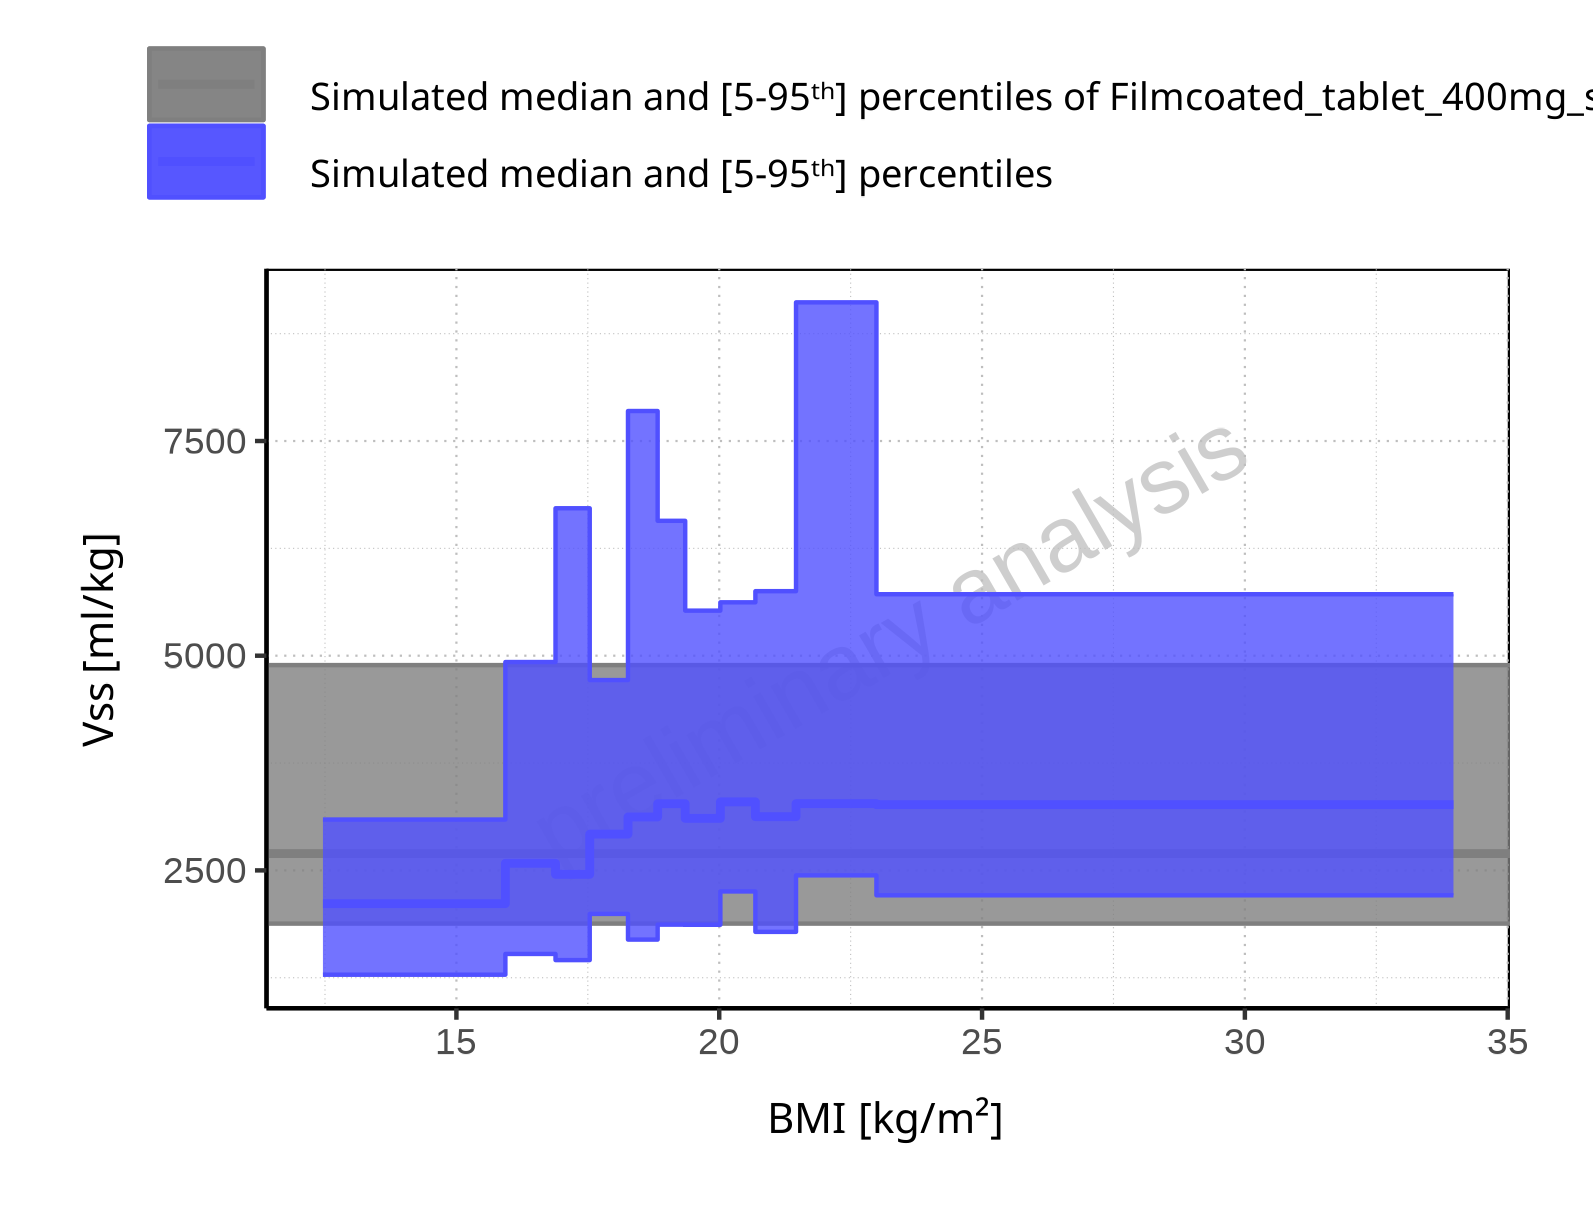 Simulated median and [5-95ᵗʰ] percentiles of Filmcoated_tablet_400mg_s
Simulated median and [5-95ᵗʰ] percentiles
7500
5000
2500
Vss [ml/kg]
preliminary analysis
15 20 25 30 35
BMI [kg/m²]